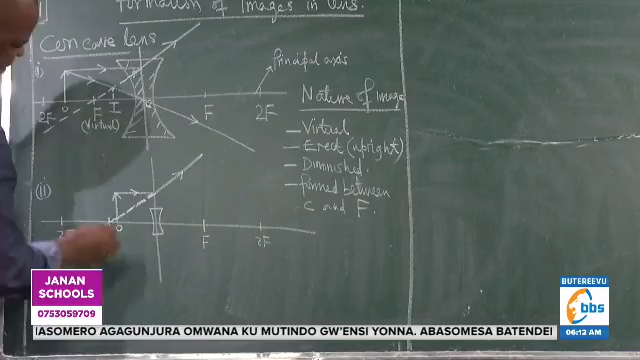 Formation of Images in lens.
Concave lens
(i)
Principal axis
2F
O
F
I
C
F
2F
(Virtual)
Nature of image
– Virtual
– Erect (upright)
– Diminished.
– formed between
C and F.
(ii)
O
F
2F
JANAN
SCHOOLS
0753059709
BUTEREEVU
bbs
06:12 AM
ASOMERO AGAGUNJURA OMWANA KU MUTINDO GW'ENSI YONNA. ABASOMESA BATENDEI